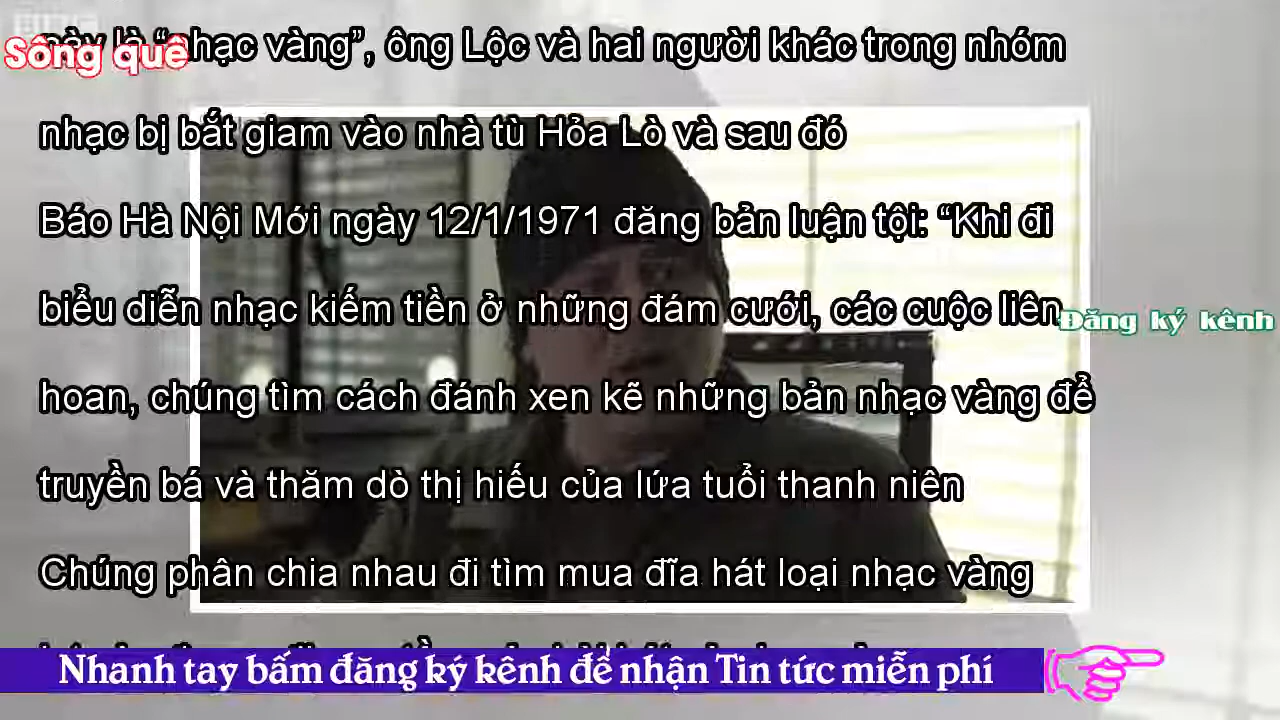 này là “nhạc vàng”, ông Lộc và hai người khác trong nhóm
Sông quê
nhạc bị bắt giam vào nhà tù Hỏa Lò và sau đó
Báo Hà Nội Mới ngày 12/1/1971 đăng bản luận tội: “Khi đi
biểu diễn nhạc kiếm tiền ở những đám cưới, các cuộc liên
Đăng ký kênh
hoan, chúng tìm cách đánh xen kẽ những bản nhạc vàng để
truyền bá và thăm dò thị hiếu của lứa tuổi thanh niên
Chúng phân chia nhau đi tìm mua đĩa hát loại nhạc vàng
Nhanh tay bấm đăng ký kênh để nhận Tin tức miễn phí